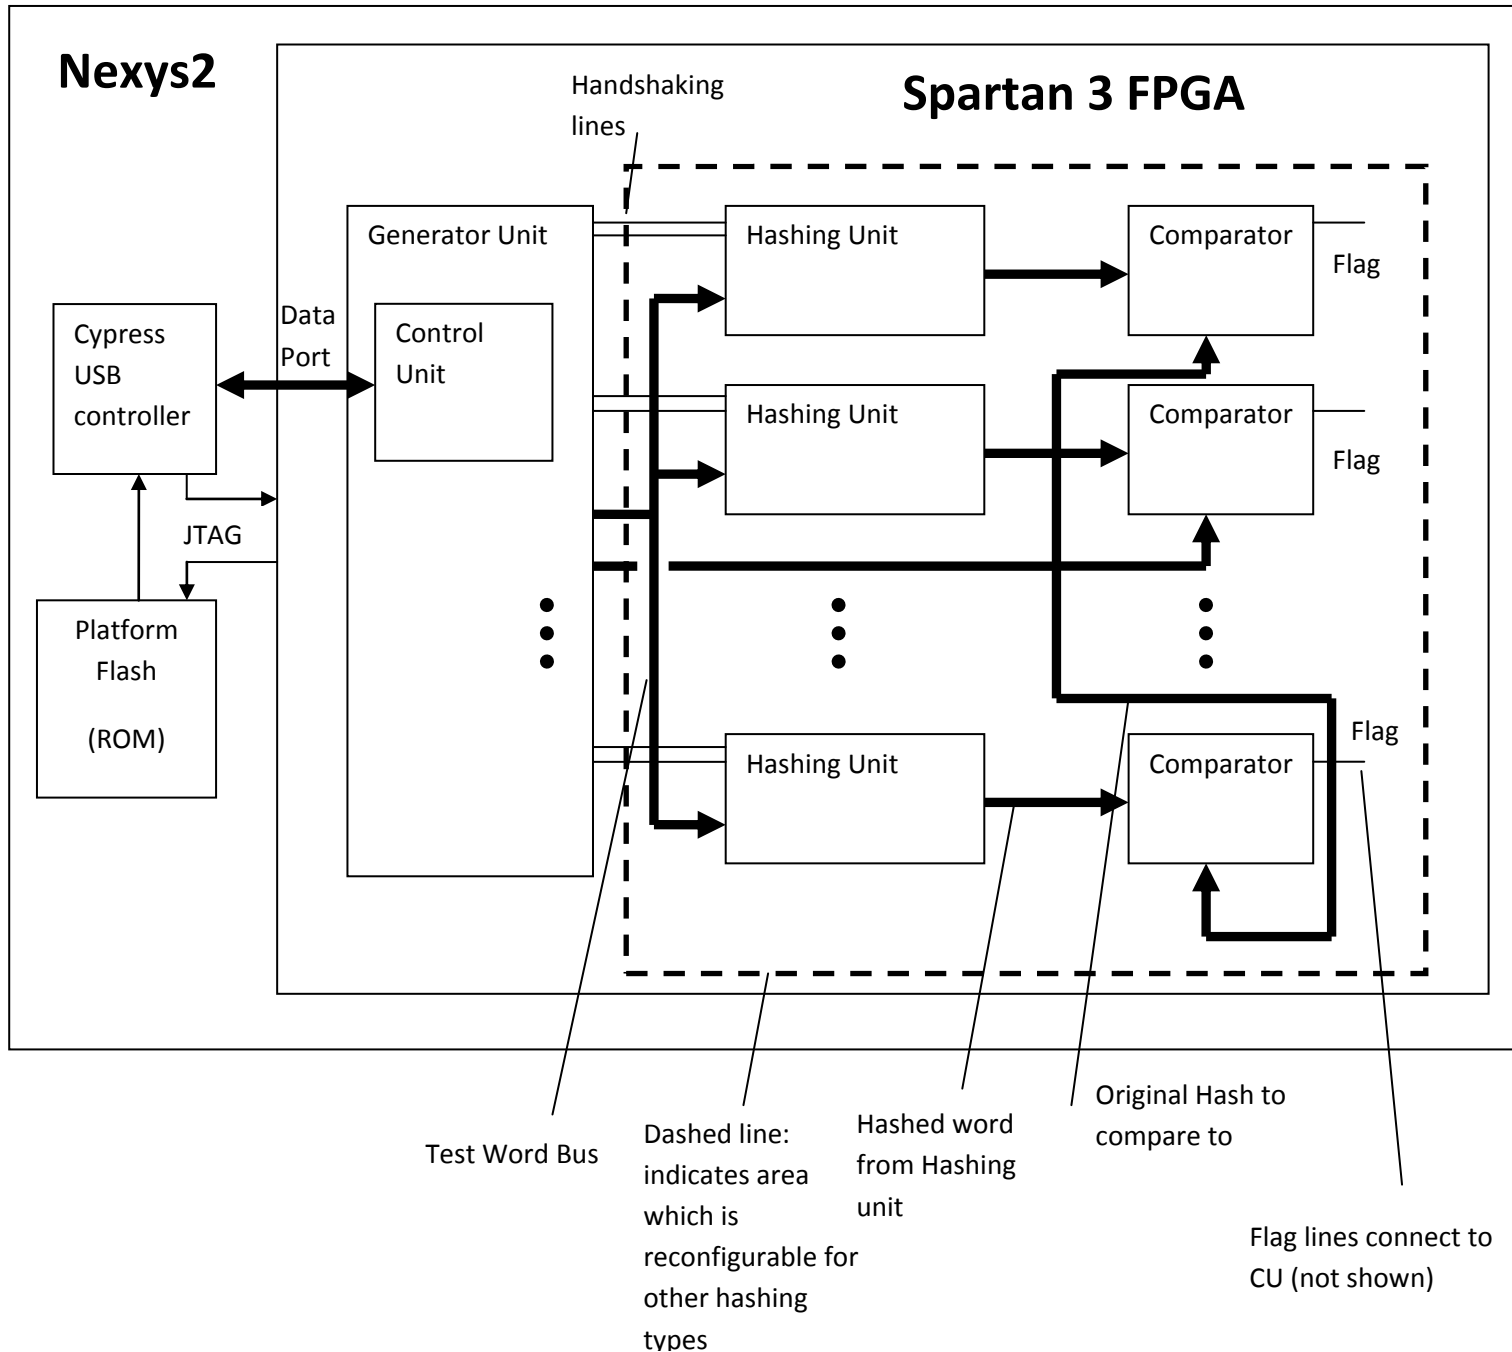 Nexys2
Spartan 3 FPGA
Handshaking
lines
Generator Unit
Hashing Unit
Comparator
Flag
Cypress
USB
controller
Data
Port
Control
Unit
Hashing Unit
Comparator
Flag
JTAG
Platform
Flash
(ROM)
Hashing Unit
Comparator
Flag
Test Word Bus
Dashed line:
indicates area
which is
reconfigurable for
other hashing
types
Hashed word
from Hashing
unit
Original Hash to
compare to
Flag lines connect to
CU (not shown)